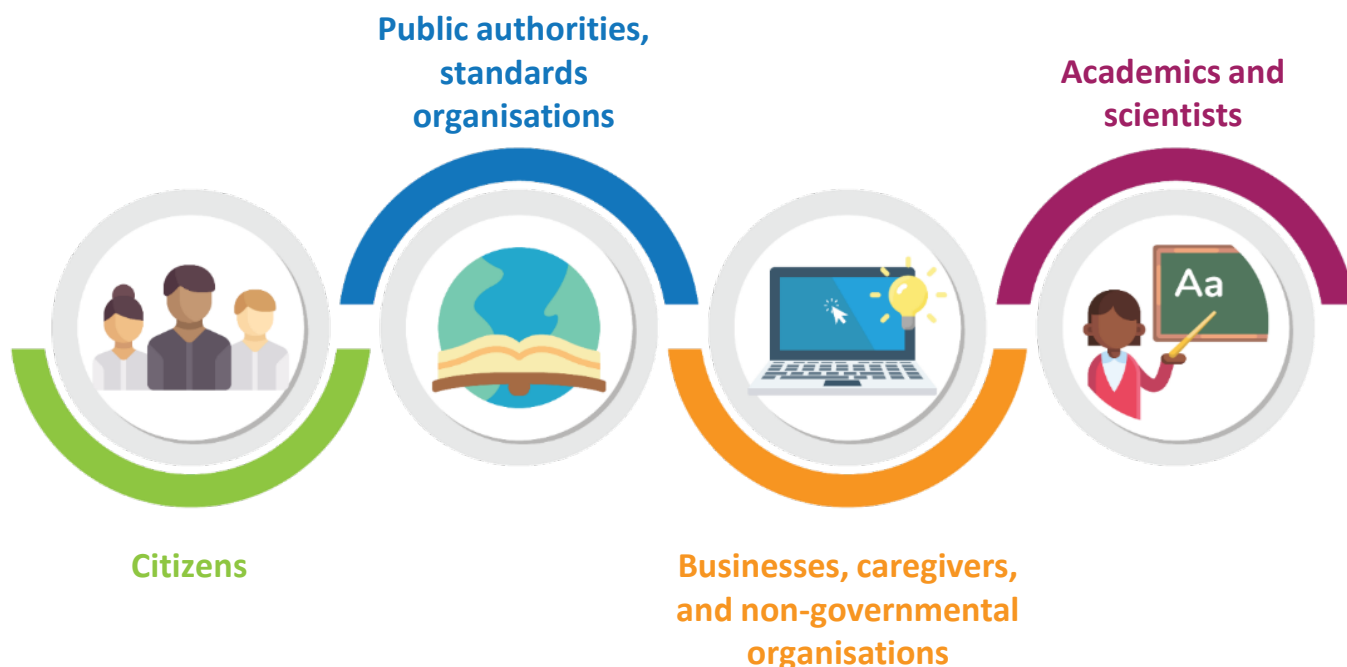 Public authorities,
standards
organisations
Academics and
scientists
Aa
Citizens
Businesses, caregivers,
and non-governmental
organisations